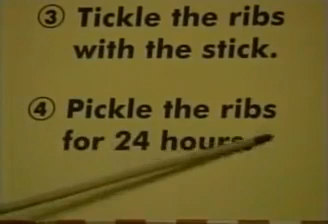 ③ Tickle the ribs
with the stick.
④ Pickle the ribs
for 24 hours.